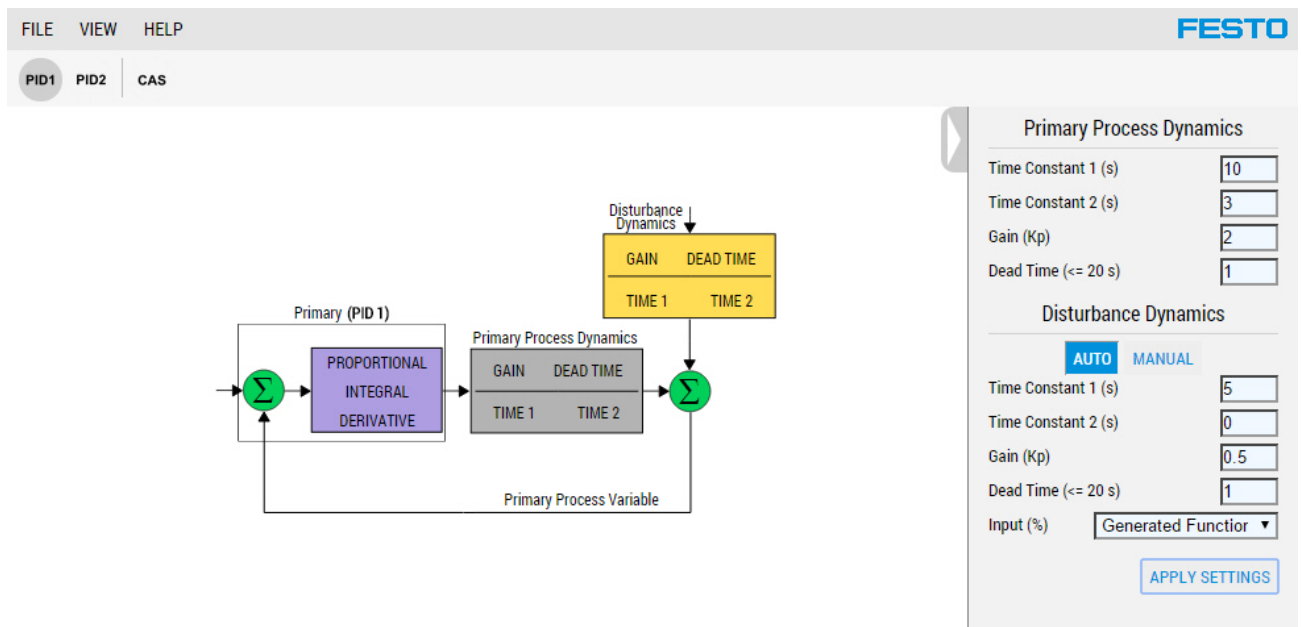 FILE VIEW HELP FESTO
PID1 PID2 CAS
Disturbance
Dynamics
GAIN DEAD TIME
TIME 1 TIME 2
Primary (PID 1)
Σ
PROPORTIONAL
INTEGRAL
DERIVATIVE
Primary Process Dynamics
GAIN DEAD TIME
TIME 1 TIME 2
Σ
Primary Process Variable
Primary Process Dynamics
Time Constant 1 (s) 10
Time Constant 2 (s) 3
Gain (Kp) 2
Dead Time (<= 20 s) 1
Disturbance Dynamics
AUTO MANUAL
Time Constant 1 (s) 5
Time Constant 2 (s) 0
Gain (Kp) 0.5
Dead Time (<= 20 s) 1
Input (%) Generated Functior
APPLY SETTINGS